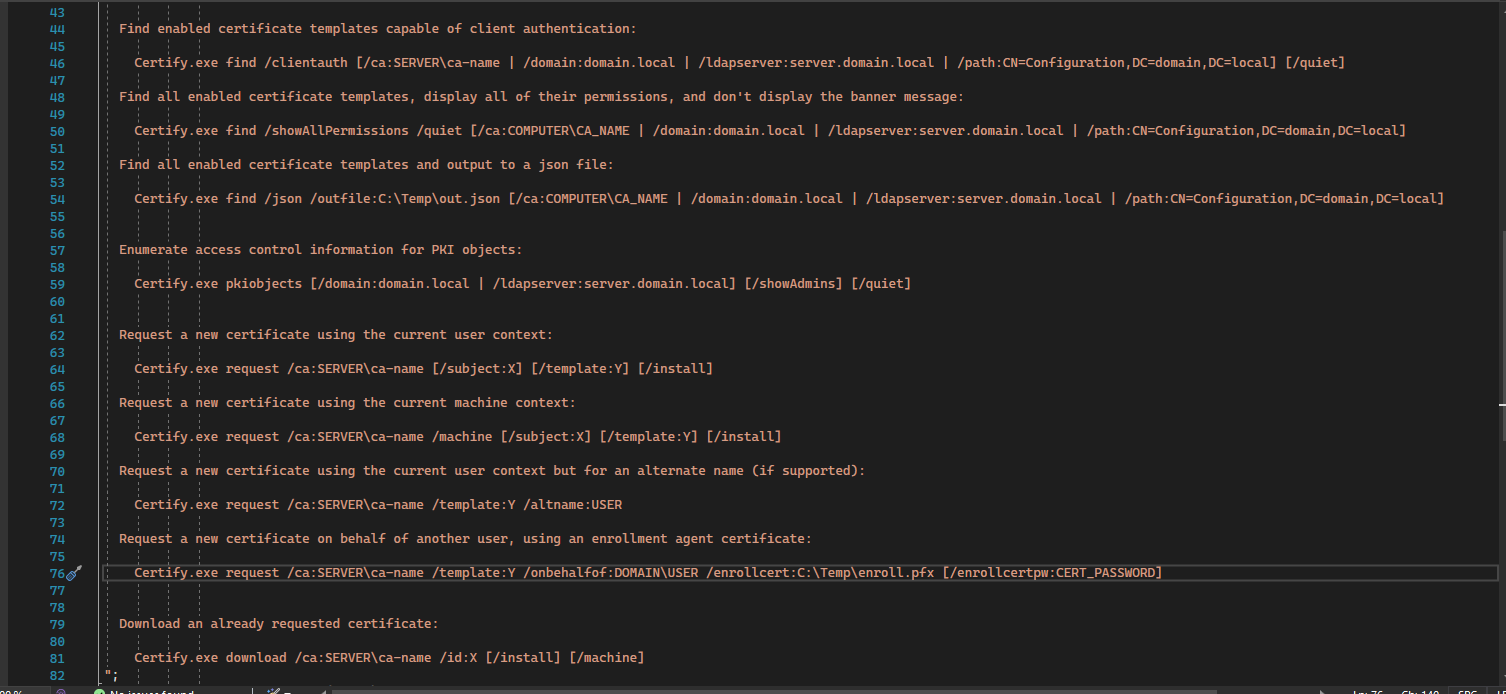 43
44 Find enabled certificate templates capable of client authentication:
45
46 Certify.exe find /clientauth [/ca:SERVER\ca-name | /domain:domain.local | /ldapserver:server.domain.local | /path:CN=Configuration,DC=domain,DC=local] [/quiet]
47
48 Find all enabled certificate templates, display all of their permissions, and don't display the banner message:
49
50 Certify.exe find /showAllPermissions /quiet [/ca:COMPUTER\CA_NAME | /domain:domain.local | /ldapserver:server.domain.local | /path:CN=Configuration,DC=domain,DC=local]
51
52 Find all enabled certificate templates and output to a json file:
53
54 Certify.exe find /json /outfile:C:\Temp\out.json [/ca:COMPUTER\CA_NAME | /domain:domain.local | /ldapserver:server.domain.local | /path:CN=Configuration,DC=domain,DC=local]
55
56
57 Enumerate access control information for PKI objects:
58
59 Certify.exe pkiobjects [/domain:domain.local | /ldapserver:server.domain.local] [/showAdmins] [/quiet]
60
61
62 Request a new certificate using the current user context:
63
64 Certify.exe request /ca:SERVER\ca-name [/subject:X] [/template:Y] [/install]
65
66 Request a new certificate using the current machine context:
67
68 Certify.exe request /ca:SERVER\ca-name /machine [/subject:X] [/template:Y] [/install]
69
70 Request a new certificate using the current user context but for an alternate name (if supported):
71
72 Certify.exe request /ca:SERVER\ca-name /template:Y /altname:USER
73
74 Request a new certificate on behalf of another user, using an enrollment agent certificate:
75
76 Certify.exe request /ca:SERVER\ca-name /template:Y /onbehalfof:DOMAIN\USER /enrollcert:C:\Temp\enroll.pfx [/enrollcertpw:CERT_PASSWORD]
77
78
79 Download an already requested certificate:
80
81 Certify.exe download /ca:SERVER\ca-name /id:X [/install] [/machine]
82 ";
No issues found